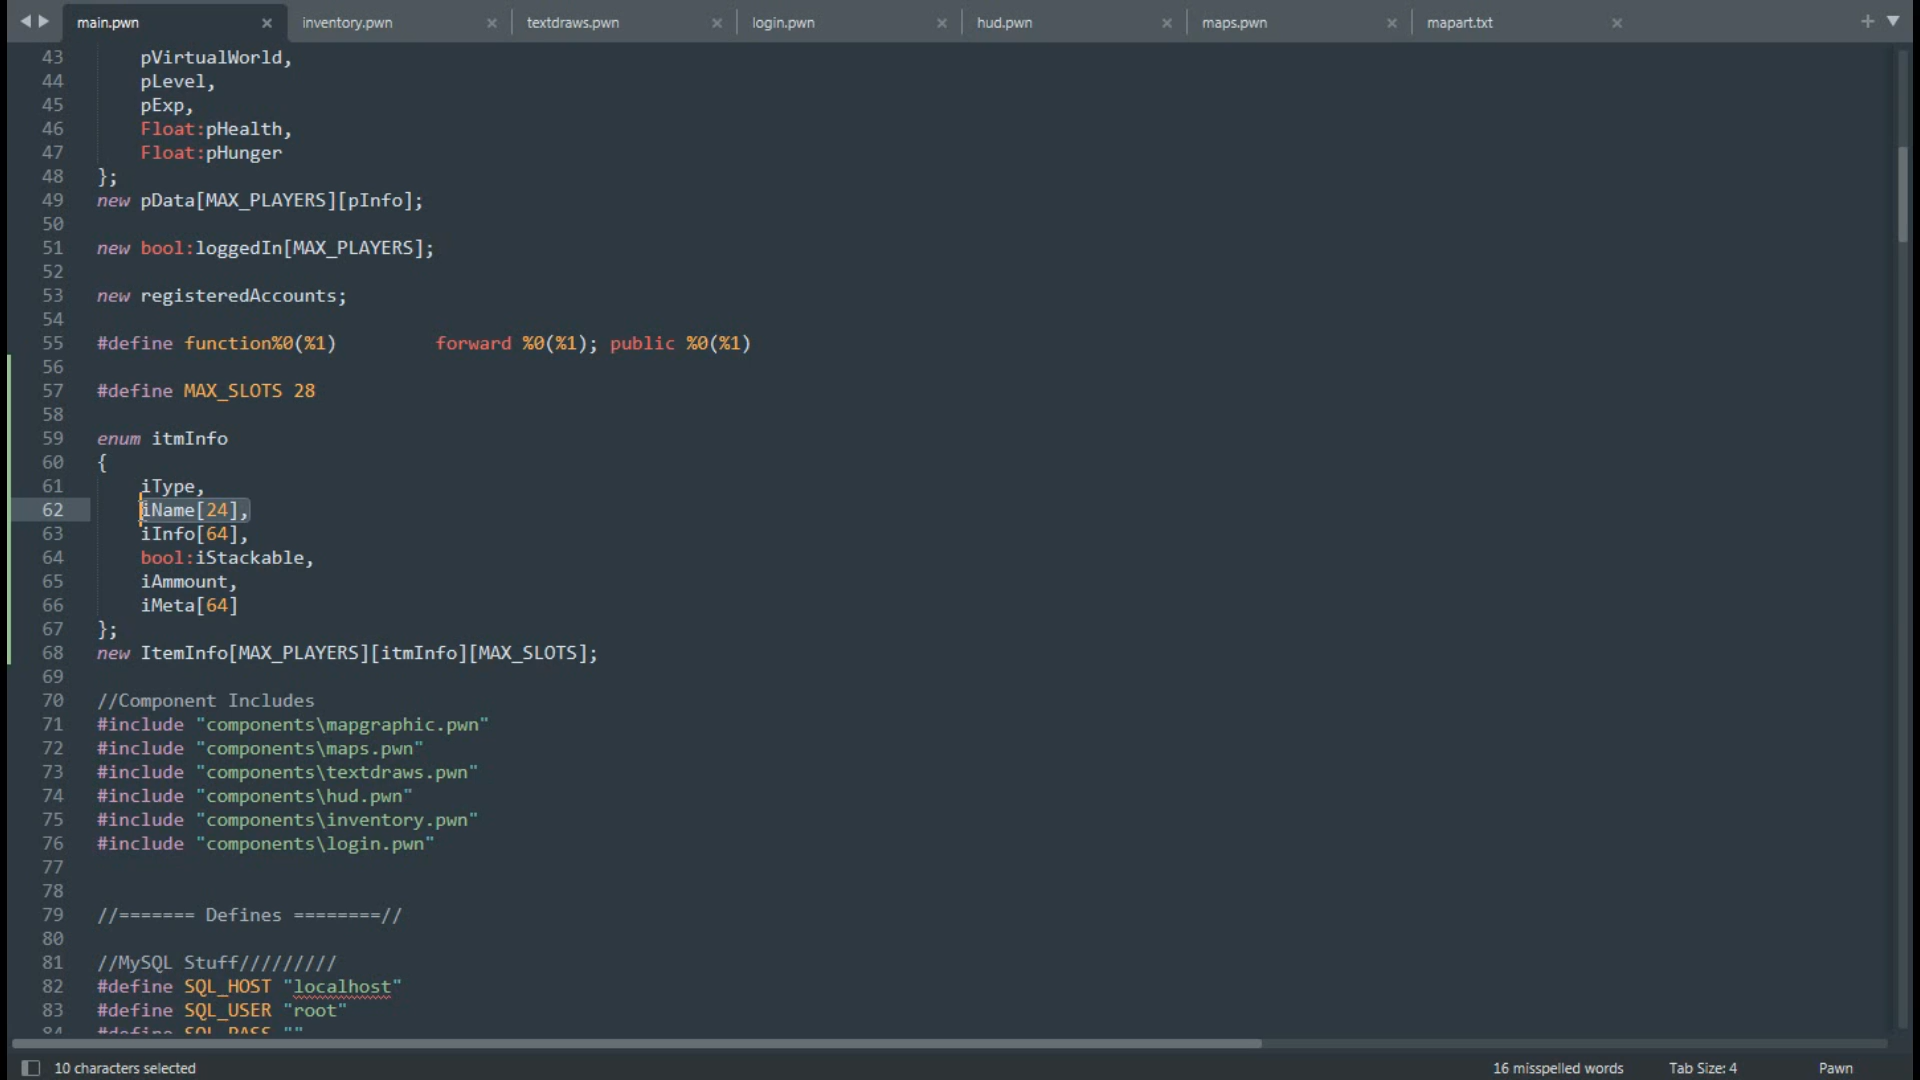 main.pwn inventory.pwn textdraws.pwn login.pwn hud.pwn maps.pwn mapart.txt
43 pVirtualWorld,
44 pLevel,
45 pExp,
46 Float:pHealth,
47 Float:pHunger
48 };
49 new pData[MAX_PLAYERS][pInfo];
50
51 new bool:loggedIn[MAX_PLAYERS];
52
53 new registeredAccounts;
54
55 #define function%0(%1) forward %0(%1); public %0(%1)
56
57 #define MAX_SLOTS 28
58
59 enum itmInfo
60 {
61 iType,
62 iName[24],
63 iInfo[64],
64 bool:iStackable,
65 iAmmount,
66 iMeta[64]
67 };
68 new ItemInfo[MAX_PLAYERS][itmInfo][MAX_SLOTS];
69
70 //Component Includes
71 #include "components\mapgraphic.pwn"
72 #include "components\maps.pwn"
73 #include "components\textdraws.pwn"
74 #include "components\hud.pwn"
75 #include "components\inventory.pwn"
76 #include "components\login.pwn"
77
78
79 //======= Defines ========//
80
81 //MySQL Stuff/////////
82 #define SQL_HOST "localhost"
83 #define SQL_USER "root"
84 #define SQL_PASS ""
10 characters selected 16 misspelled words Tab Size: 4 Pawn